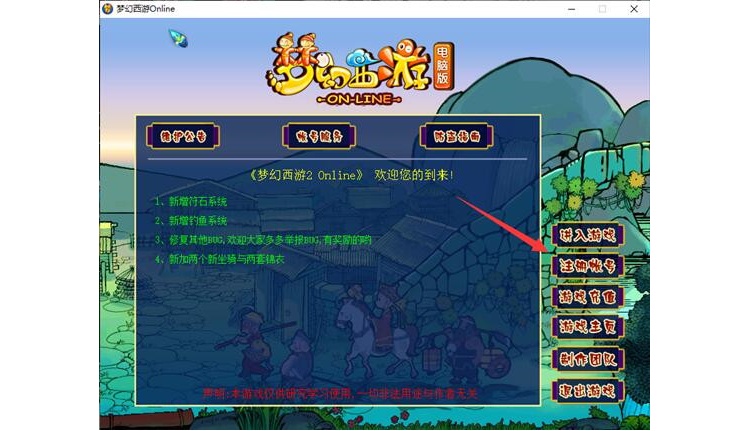 梦幻西游Online
梦幻西游
电脑版
ON-LINE
维护公告
帐号服务
防盗指南
《梦幻西游2 Online》 欢迎您的到来!
1、新增符石系统
2、新增钓鱼系统
3、修复其他BUG,欢迎大家多多举报BUG,有奖励的哟
4、新加两个新坐骑与两套锦衣
进入游戏
注册帐号
游戏充值
游戏主页
制作团队
退出游戏
声明:本游戏仅供研究学习使用,一切非法用途与作者无关